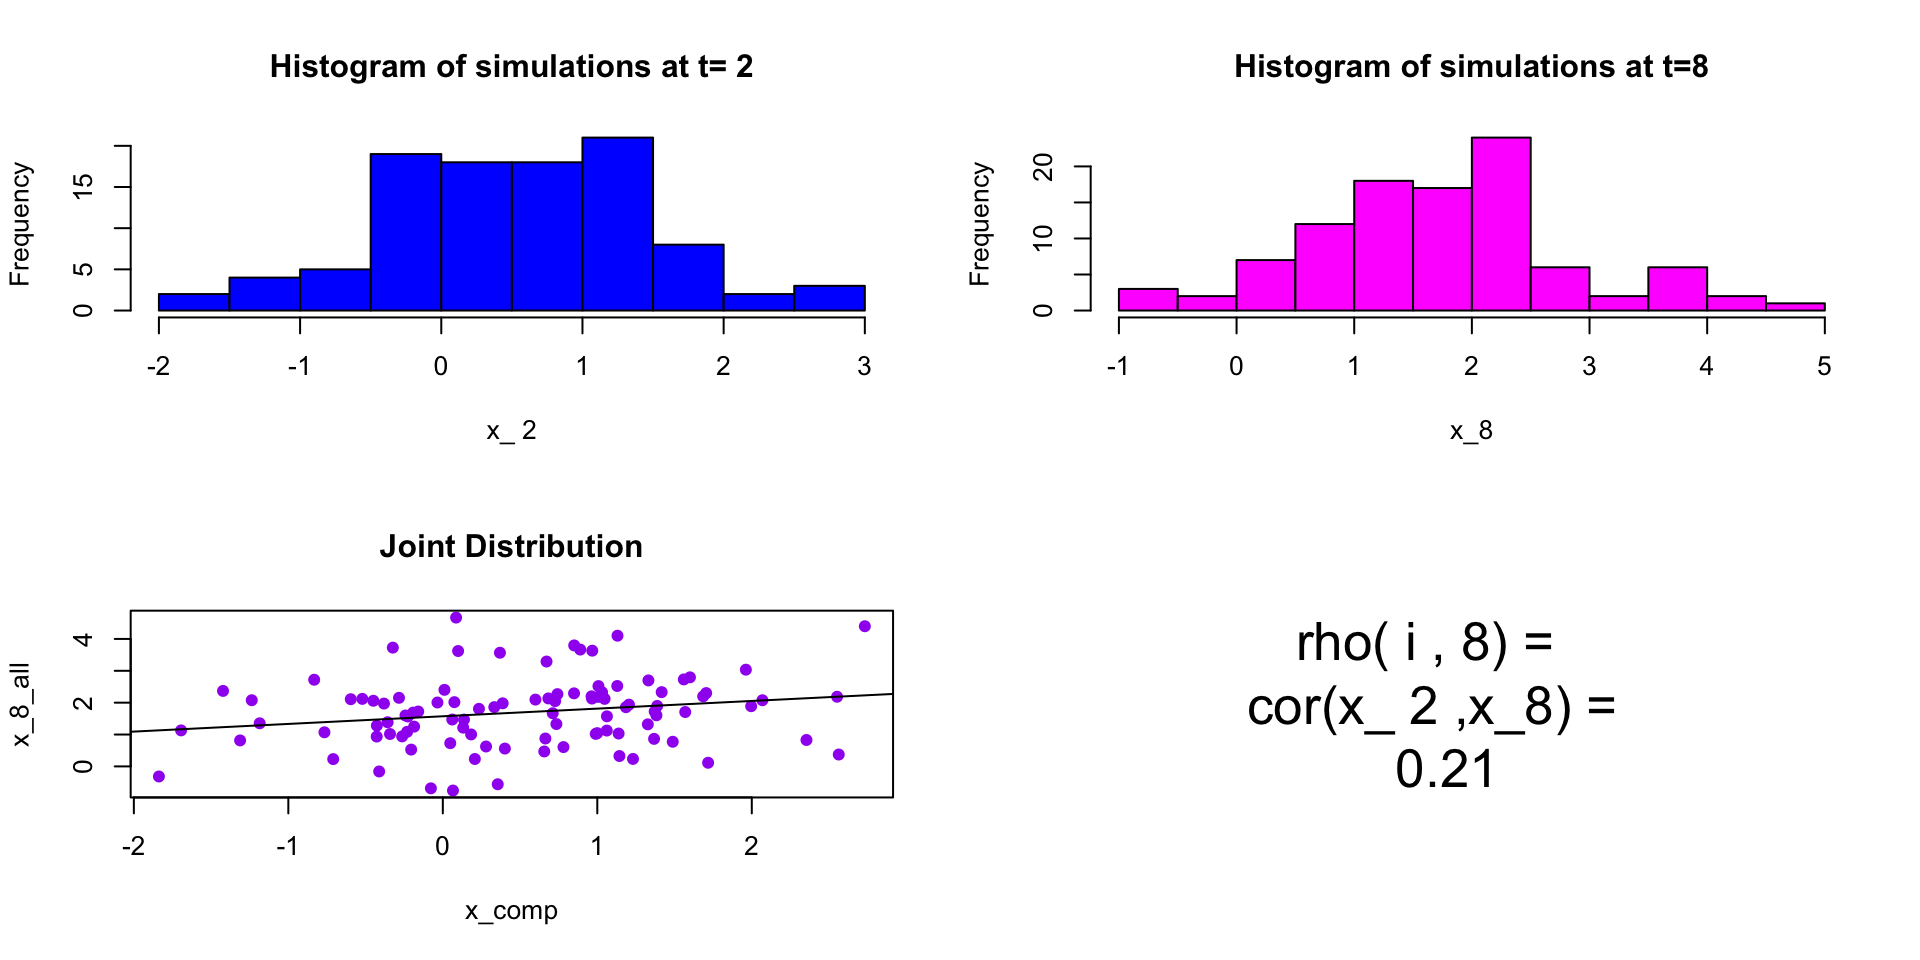 Histogram of simulations at t= 2
Frequency
0 5 15
-2 -1 0 1 2 3
x_ 2
Histogram of simulations at t=8
Frequency
0 10 20
-1 0 1 2 3 4 5
x_8
Joint Distribution
x_8_all
0 2 4
-2 -1 0 1 2
x_comp
rho( i , 8) =
cor(x_ 2 ,x_8) =
0.21